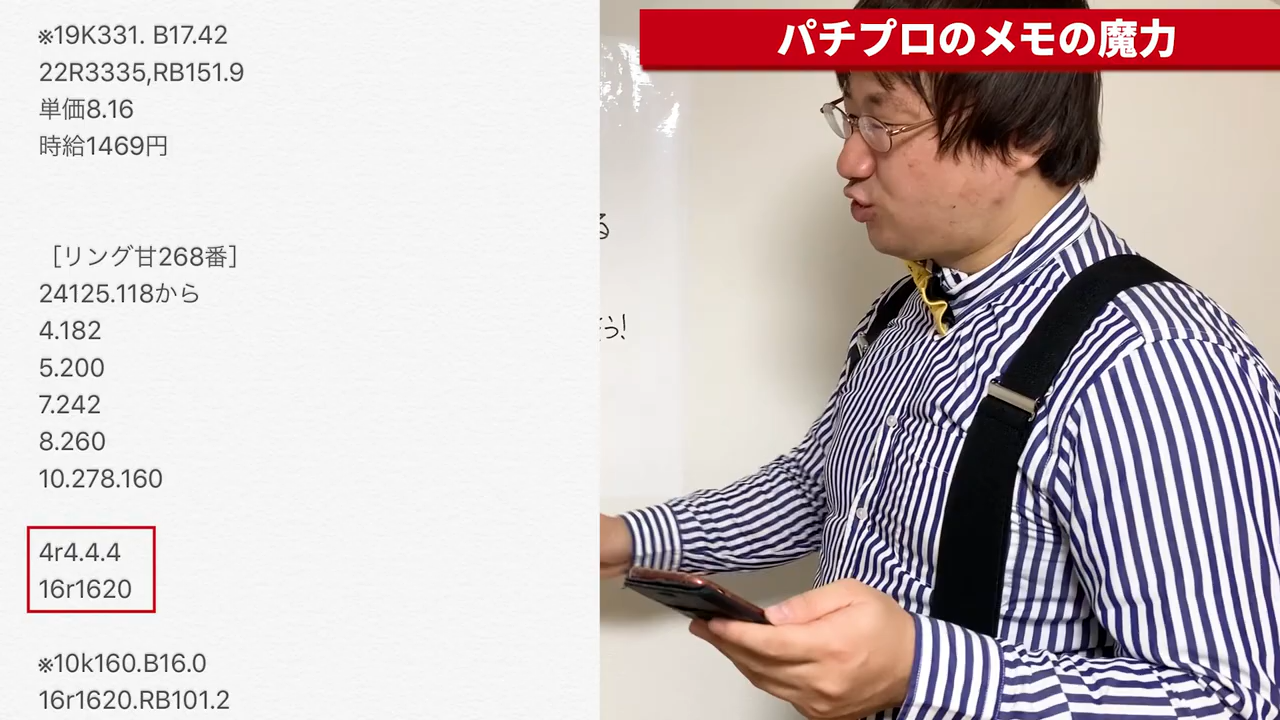 ※19K331. B17.42
22R3335,RB151.9
単価8.16
時給1469円
[リング甘268番]
24125.118から
4.182
5.200
7.242
8.260
10.278.160
4r4.4.4
16r1620
※10k160.B16.0
16r1620.RB101.2
パチプロのメモの魔力
る
う!